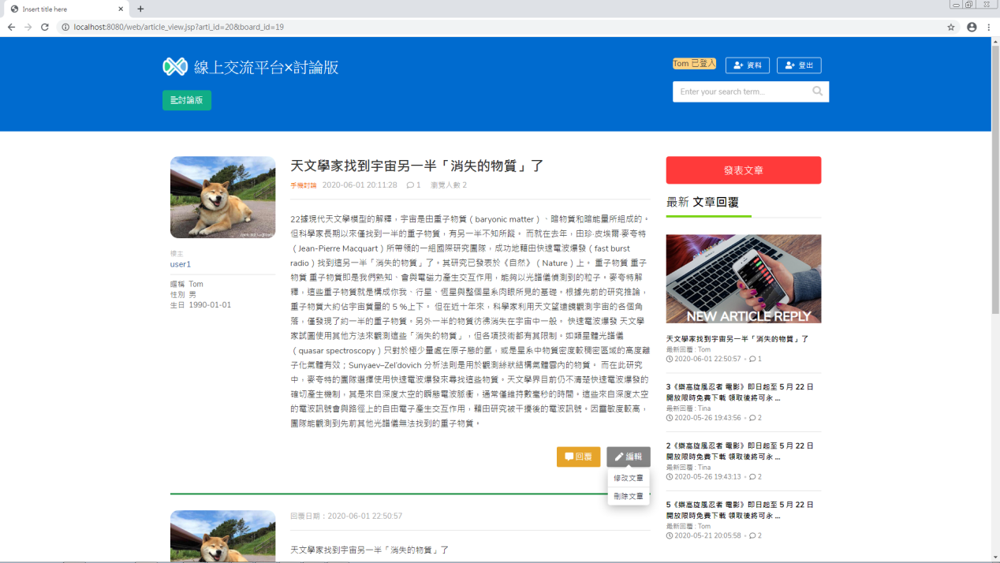 Insert title here
localhost:8080/web/article_view.jsp?arti_id=20&board_id=19
線上交流平台×討論版
Tom 已登入
資料
登出
Enter your search term...
討論版
天文學家找到宇宙另一半「消失的物質」了
手機討論 2020-06-01 20:11:28 1 瀏覽人數 2
22據現代天文學模型的解釋，宇宙是由重子物質（baryonic matter）、暗物質和暗能量所組成的。
但科學家長期以來僅找到一半的重子物質，有另一半不知所蹤。 而就在去年，由珍·皮埃爾·麥夸特
（Jean-Pierre Macquart）所帶領的一組國際研究團隊，成功地藉由快速電波爆發（fast burst
radio）找到這另一半「消失的物質」了。其研究已發表於《自然》（Nature）上。 重子物質 重子
物質 重子物質即是我們熟知、會與電磁力產生交互作用，能夠以光譜儀偵測到的粒子。麥夸特解
釋，這些重子物質就是構成你我、行星、恆星與整個星系肉眼所見的基礎。根據先前的研究推論，
重子物質大約佔宇宙質量的 5 %上下。 但在近十年來，科學家利用天文望遠鏡觀測宇宙的各個角
落，僅發現了約一半的重子物質。另外一半的物質彷彿消失在宇宙中一般。 快速電波爆發 天文學
家試圖使用其他方法來觀測這些「消失的物質」，但各項技術都有其限制。如類星體光譜儀
（quasar spectroscopy）只對於極少量處在原子態的氫，或是星系中物質密度較稠密區域的高度離
子化氣體有效；Sunyaev–Zel'dovich 分析法則是用於觀測絲狀結構氣體雲內的物質。 而在此研究
中，麥夸特的團隊選擇使用快速電波爆發來尋找這些物質。天文學界目前仍不清楚快速電波爆發的
確切產生機制，其是來自深度太空的瞬態電波脈衝，通常僅維持數毫秒的時間。這些來自深度太空
的電波訊號會與路徑上的自由電子產生交互作用，藉由研究被干擾後的電波訊號。因靈敏度較高，
團隊能觀測到先前其他光譜儀無法找到的重子物質。
樓主
user1
暱稱 Tom
性別 男
生日 1990-01-01
回覆
編輯
修改文章
刪除文章
回覆日期：2020-06-01 22:50:57
天文學家找到宇宙另一半「消失的物質」了
發表文章
最新 文章回覆
NEW ARTICLE REPLY
天文學家找到宇宙另一半「消失的物質」了
最新回覆 : Tom
2020-06-01 22:50:57 • 1
3《樂高旋風忍者 電影》即日起至 5 月 22 日
開放限時免費下載 領取後將可永 ...
最新回覆 : Tina
2020-05-26 19:43:56 • 2
2《樂高旋風忍者 電影》即日起至 5 月 22 日
開放限時免費下載 領取後將可永 ...
最新回覆 : Tina
2020-05-26 19:43:13 • 2
5《樂高旋風忍者 電影》即日起至 5 月 22 日
開放限時免費下載 領取後將可永 ...
最新回覆 : Tom
2020-05-21 20:05:58 • 2